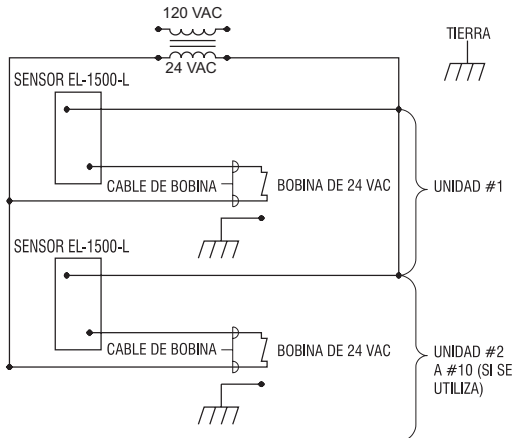 120 VAC
24 VAC
TIERRA
SENSOR EL-1500-L
CABLE DE BOBINA
BOBINA DE 24 VAC
UNIDAD #1
SENSOR EL-1500-L
CABLE DE BOBINA
BOBINA DE 24 VAC
UNIDAD #2
A #10 (SI SE
UTILIZA)